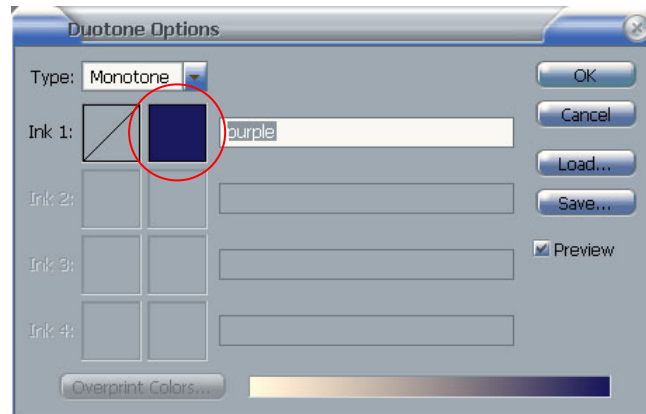 Duotone Options
Type: Monotone
OK
Cancel
Ink 1: purple
Load...
Ink 2:
Save...
Preview
Ink 3:
Ink 4:
Overprint Colors...